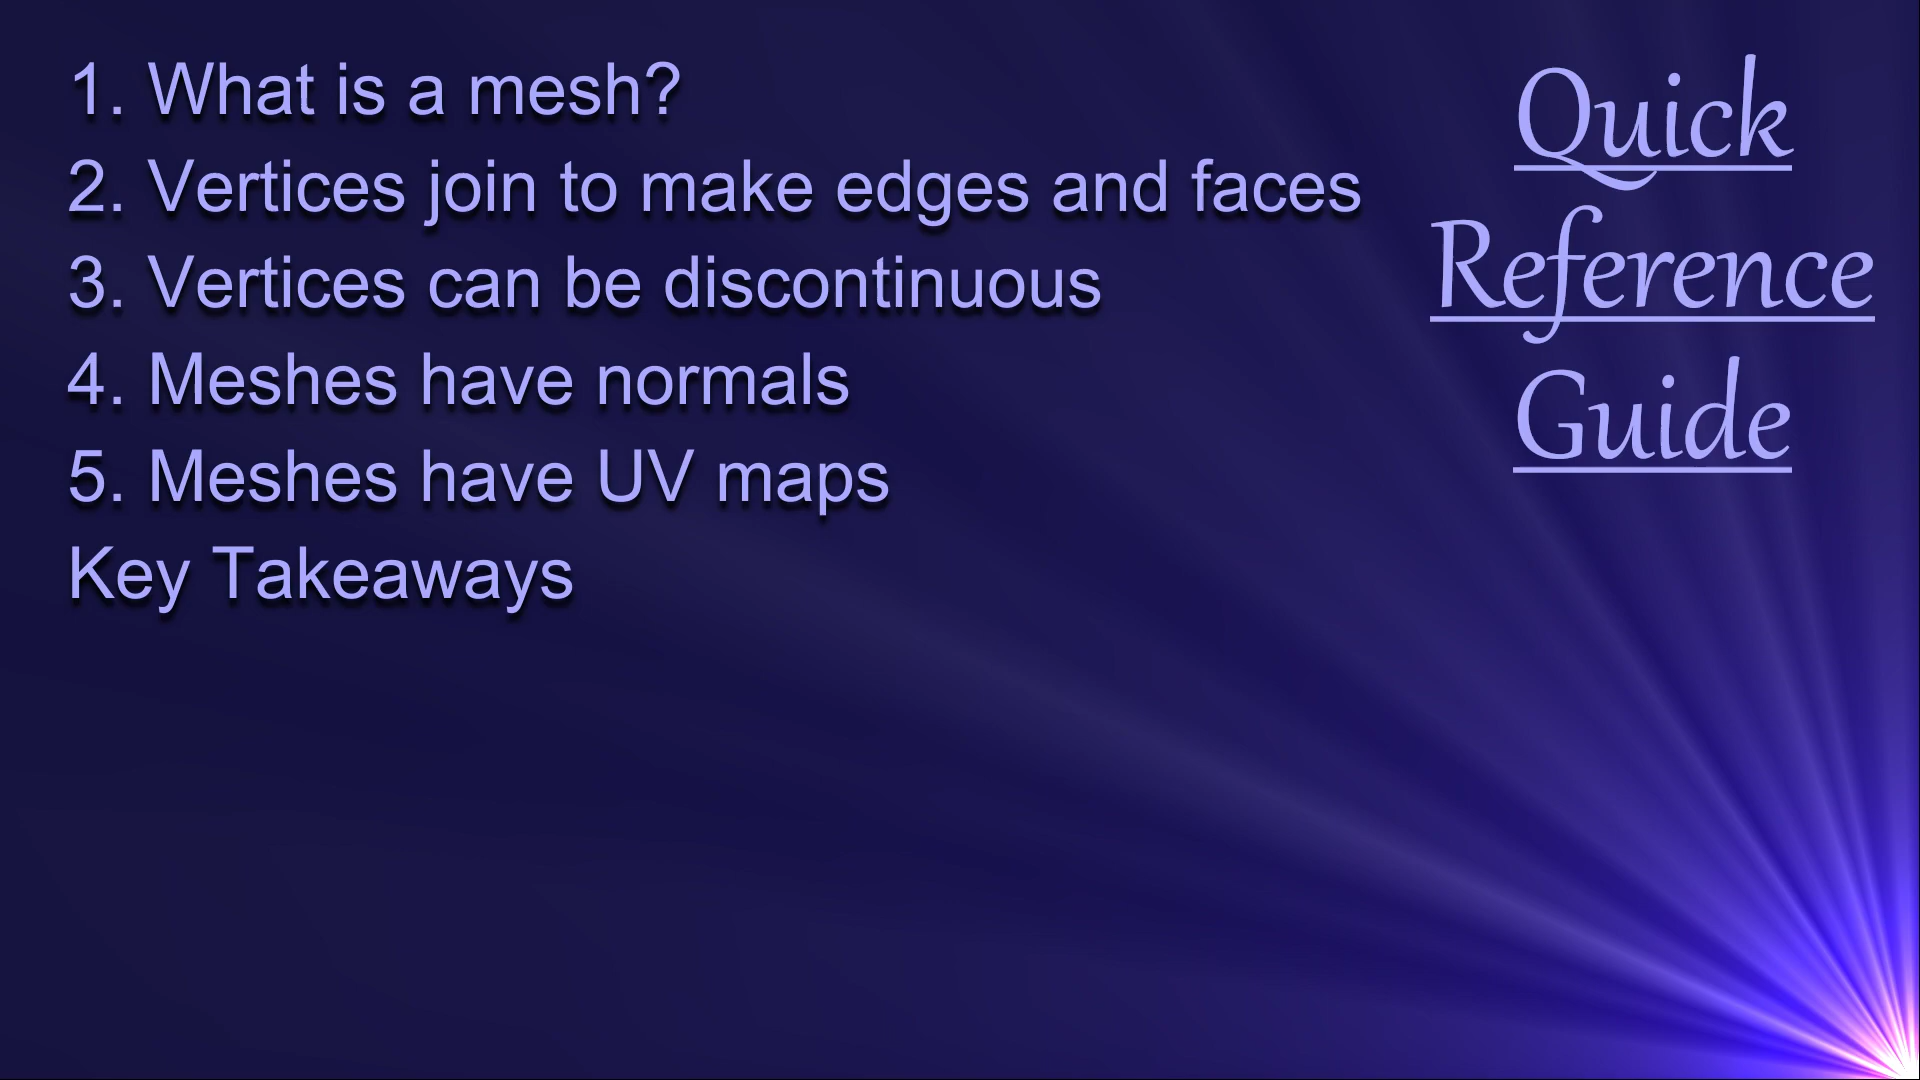 1. What is a mesh?
2. Vertices join to make edges and faces
3. Vertices can be discontinuous
4. Meshes have normals
5. Meshes have UV maps
Key Takeaways
Quick
Reference
Guide